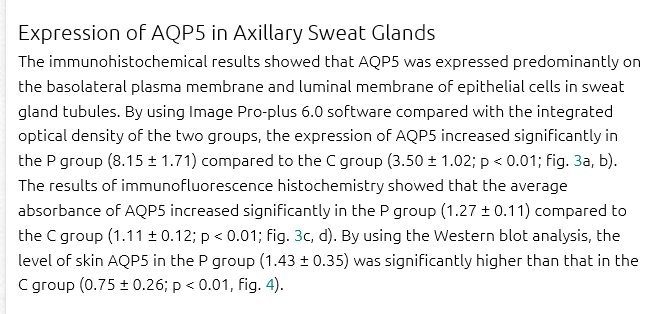 Expression of AQP5 in Axillary Sweat Glands
The immunohistochemical results showed that AQP5 was expressed predominantly on
the basolateral plasma membrane and luminal membrane of epithelial cells in sweat
gland tubules. By using Image Pro-plus 6.0 software compared with the integrated
optical density of the two groups, the expression of AQP5 increased significantly in
the P group (8.15 ± 1.71) compared to the C group (3.50 ± 1.02; p < 0.01; fig. 3a, b).
The results of immunofluorescence histochemistry showed that the average
absorbance of AQP5 increased significantly in the P group (1.27 ± 0.11) compared to
the C group (1.11 ± 0.12; p < 0.01; fig. 3c, d). By using the Western blot analysis, the
level of skin AQP5 in the P group (1.43 ± 0.35) was significantly higher than that in the
C group (0.75 ± 0.26; p < 0.01, fig. 4).